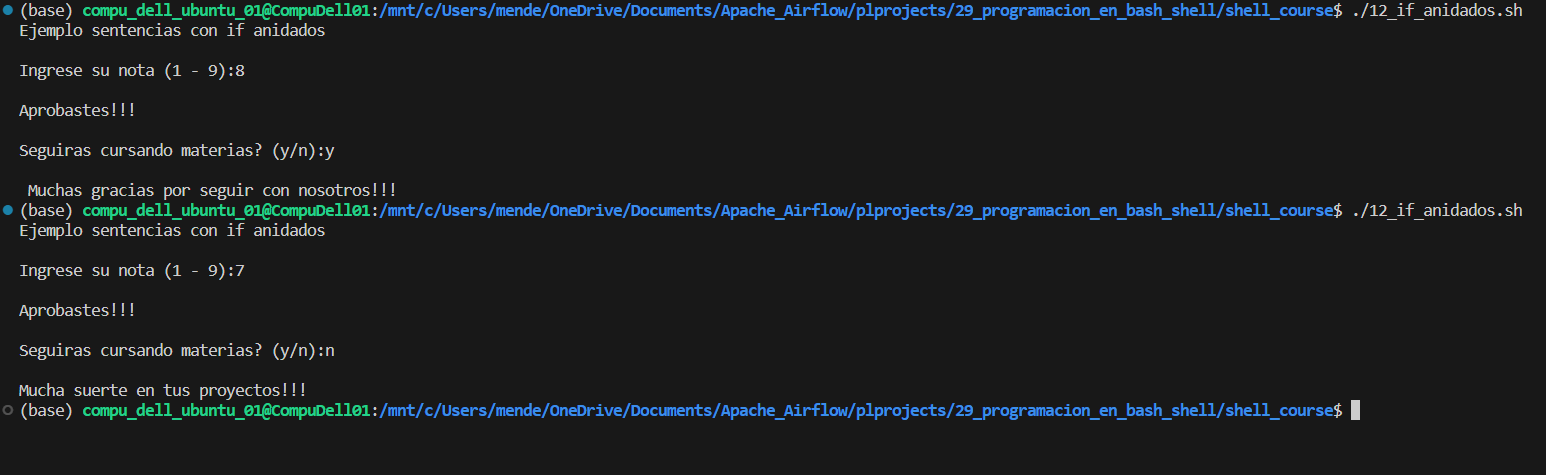 (base) compu_dell_ubuntu_01@CompuDell01:/mnt/c/Users/mende/OneDrive/Documents/Apache_Airflow/plprojects/29_programacion_en_bash_shell/shell_course$ ./12_if_anidados.sh
Ejemplo sentencias con if anidados
Ingrese su nota (1 - 9):8
Aprobastes!!!
Seguiras cursando materias? (y/n):y
Muchas gracias por seguir con nosotros!!!
(base) compu_dell_ubuntu_01@CompuDell01:/mnt/c/Users/mende/OneDrive/Documents/Apache_Airflow/plprojects/29_programacion_en_bash_shell/shell_course$ ./12_if_anidados.sh
Ejemplo sentencias con if anidados
Ingrese su nota (1 - 9):7
Aprobastes!!!
Seguiras cursando materias? (y/n):n
Mucha suerte en tus proyectos!!!
(base) compu_dell_ubuntu_01@CompuDell01:/mnt/c/Users/mende/OneDrive/Documents/Apache_Airflow/plprojects/29_programacion_en_bash_shell/shell_course$